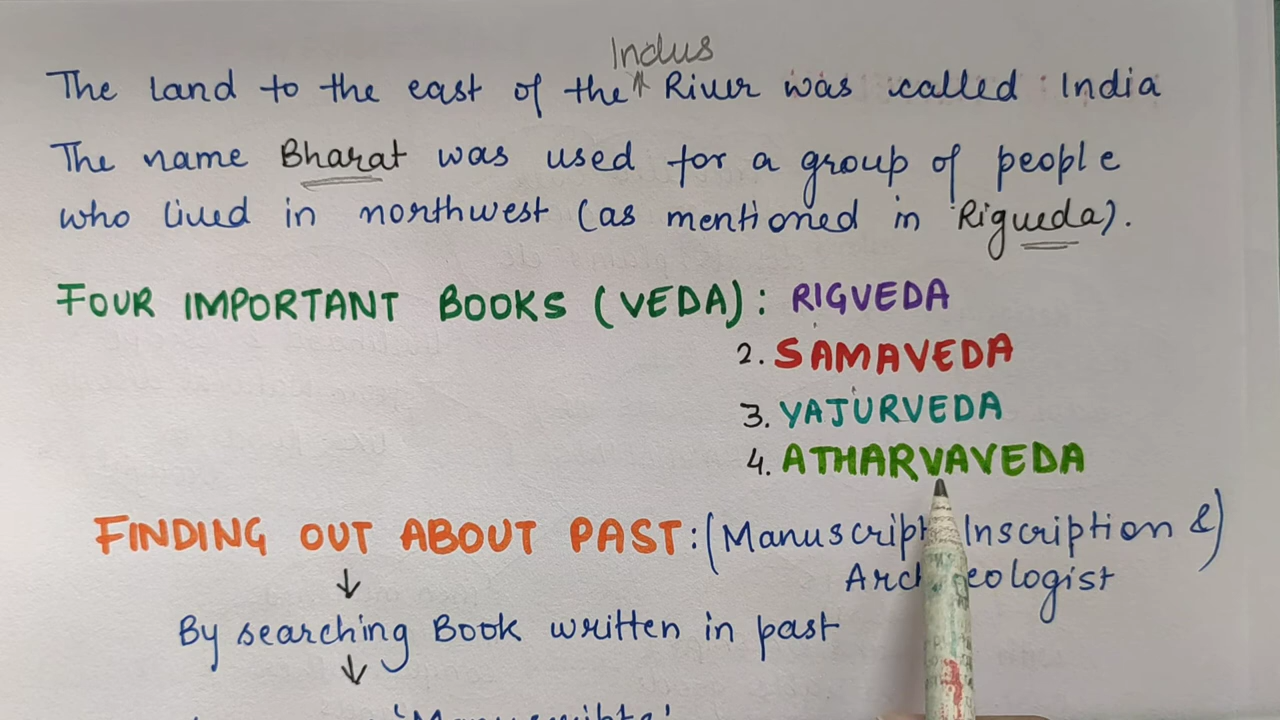 Indus
The land to the east of the ↑ River was called India
The name Bharat was used for a group of people
who lived in northwest (as mentioned in Rigveda).
FOUR IMPORTANT BOOKS (VEDA): RIGVEDA
2. SAMAVEDA
3. YAJURVEDA
4. ATHARVAVEDA
FINDING OUT ABOUT PAST: (Manuscript Inscription &)
↓ Archeologist
By searching Book written in past
↓